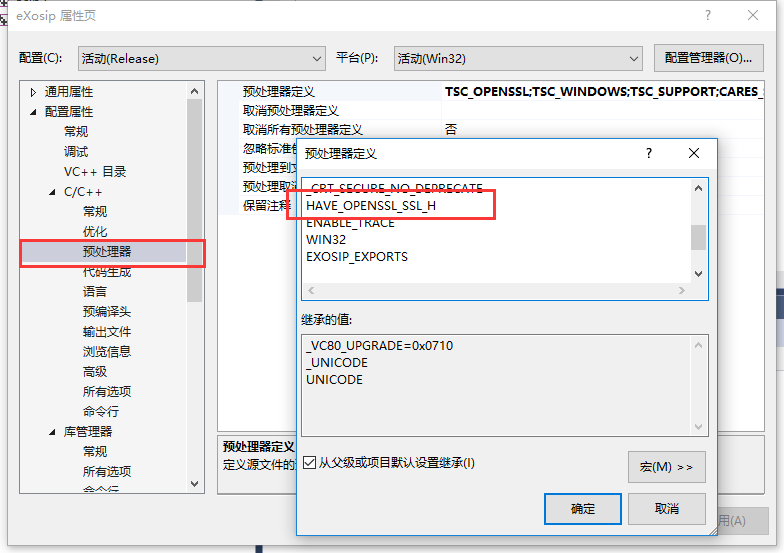 eXosip 属性页
配置(C): 活动(Release) 平台(P): 活动(Win32) 配置管理器(O)...
通用属性
配置属性
常规
调试
VC++ 目录
C/C++
常规
优化
预处理器
代码生成
语言
预编译头
输出文件
浏览信息
高级
所有选项
命令行
库管理器
常规
所有选项
命令行
预处理器定义 TSC_OPENSSL;TSC_WINDOWS;TSC_SUPPORT;CARES_
取消预处理器定义
取消所有预处理器定义 否
忽略标准
预处理到
预处理取
保留注释
预处理器定义
定义源文件的
预处理器定义
_CRT_SECURE_NO_DEPRECATE
HAVE_OPENSSL_SSL_H
ENABLE_TRACE
WIN32
EXOSIP_EXPORTS
继承的值:
_VC80_UPGRADE=0x0710
_UNICODE
UNICODE
从父级或项目默认设置继承(I)
宏(M) >>
确定 取消
用(A)